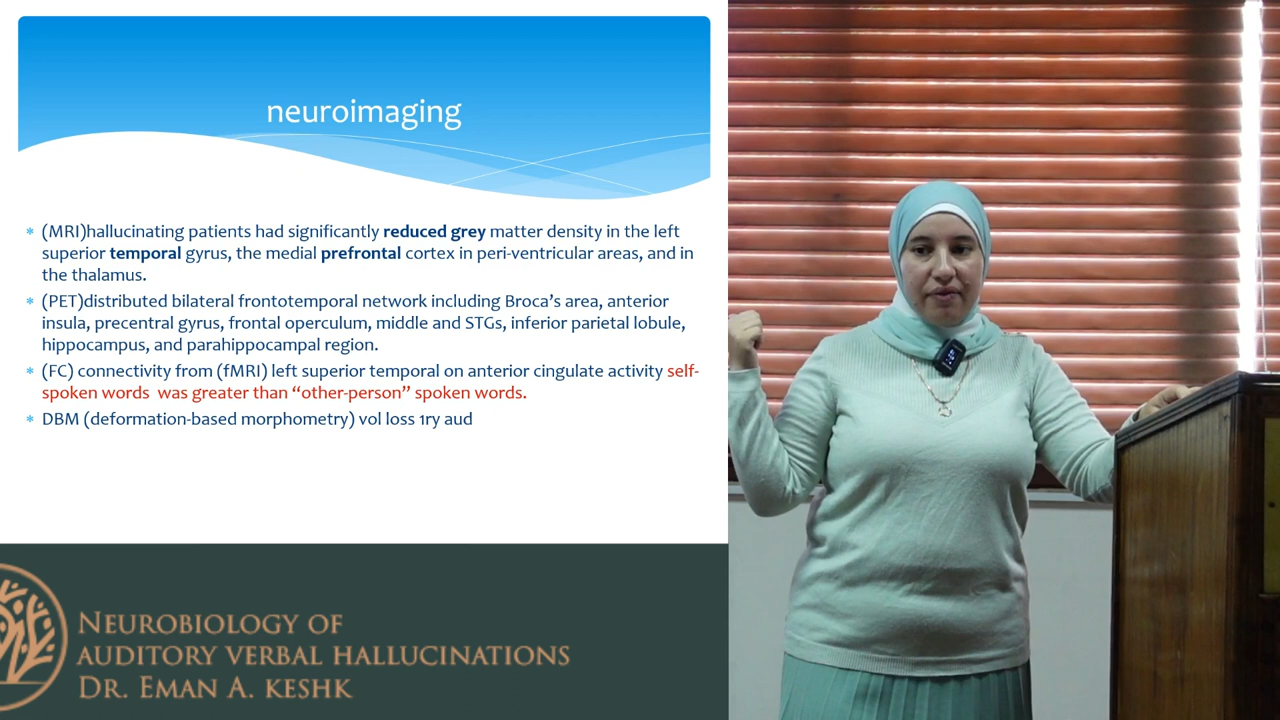 neuroimaging
(MRI)hallucinating patients had significantly reduced grey matter density in the left
superior temporal gyrus, the medial prefrontal cortex in peri-ventricular areas, and in
the thalamus.
(PET)distributed bilateral frontotemporal network including Broca’s area, anterior
insula, precentral gyrus, frontal operculum, middle and STGs, inferior parietal lobule,
hippocampus, and parahippocampal region.
(FC) connectivity from (fMRI) left superior temporal on anterior cingulate activity self-
spoken words was greater than “other-person” spoken words.
DBM (deformation-based morphometry) vol loss 1ry aud
Neurobiology of
auditory verbal hallucinations
Dr. Eman A. Keshk